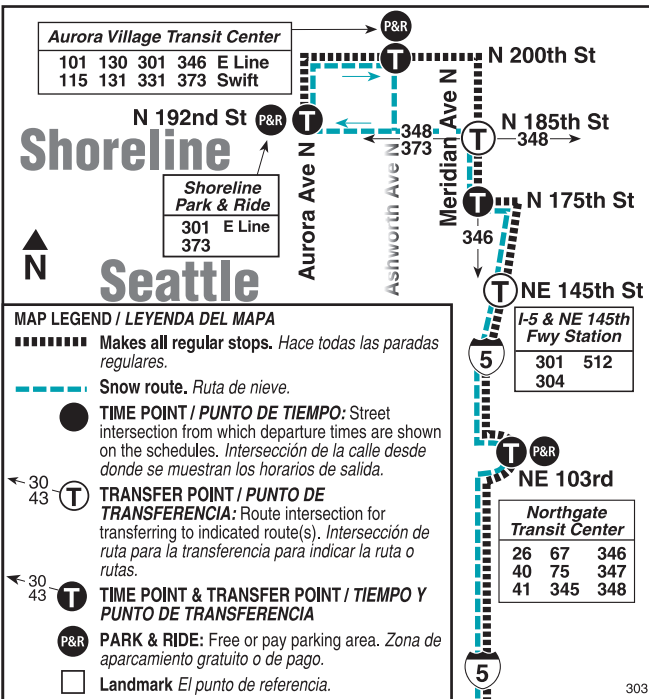 Aurora Village Transit Center
101 130 301 346 E Line
115 131 331 373 Swift
P&R
T
N 200th St
N 192nd St
P&R
T
348
373
T
N 185th St
348
Shoreline
Shoreline
Park & Ride
301 E Line
373
Aurora Ave N
Ashworth Ave N
Meridian Ave N
T
N 175th St
346
N
Seattle
T
NE 145th St
I-5 & NE 145th
Fwy Station
301 512
304
5
T
P&R
NE 103rd
Northgate
Transit Center
26 67 346
40 75 347
41 345 348
5
303
MAP LEGEND / LEYENDA DEL MAPA
Makes all regular stops. Hace todas las paradas
regulares.
Snow route. Ruta de nieve.
TIME POINT / PUNTO DE TIEMPO: Street
intersection from which departure times are shown
on the schedules. Intersección de la calle desde
donde se muestran los horarios de salida.
30
43
T
TRANSFER POINT / PUNTO DE
TRANSFERENCIA: Route intersection for
transferring to indicated route(s). Intersección de
ruta para la transferencia para indicar la ruta o
rutas.
30
43
T
TIME POINT & TRANSFER POINT / TIEMPO Y
PUNTO DE TRANSFERENCIA
P&R
PARK & RIDE: Free or pay parking area. Zona de
aparcamiento gratuito o de pago.
Landmark El punto de referencia.